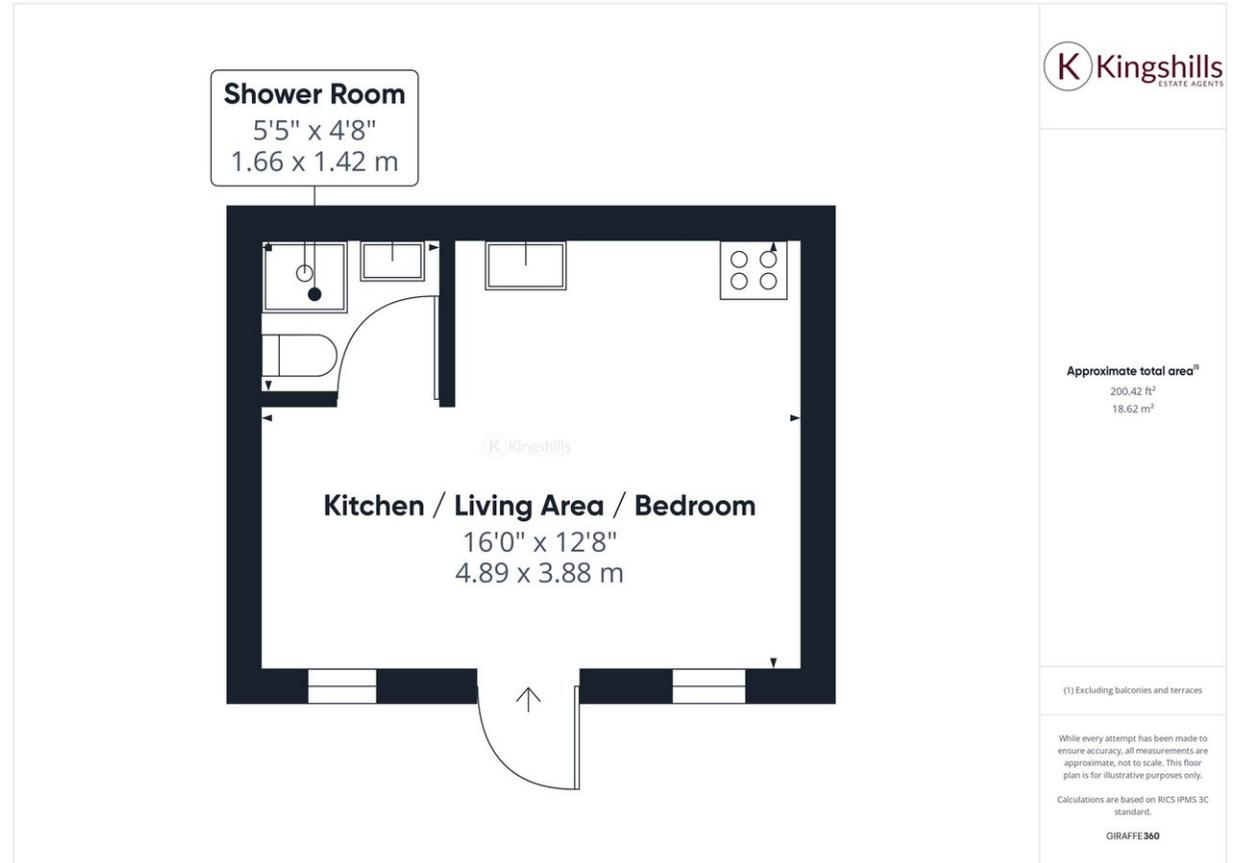 Shower Room
5'5" x 4'8"
1.66 x 1.42 m
Kingshills
Kitchen / Living Area / Bedroom
16'0" x 12'8"
4.89 x 3.88 m
K Kingshills
ESTATE AGENTS
Approximate total area⁽¹⁾
200.42 ft²
18.62 m²
(1) Excluding balconies and terraces
While every attempt has been made to
ensure accuracy, all measurements are
approximate, not to scale. This floor
plan is for illustrative purposes only.
Calculations are based on RICS IPMS 3C
standard.
GIRAFFE360